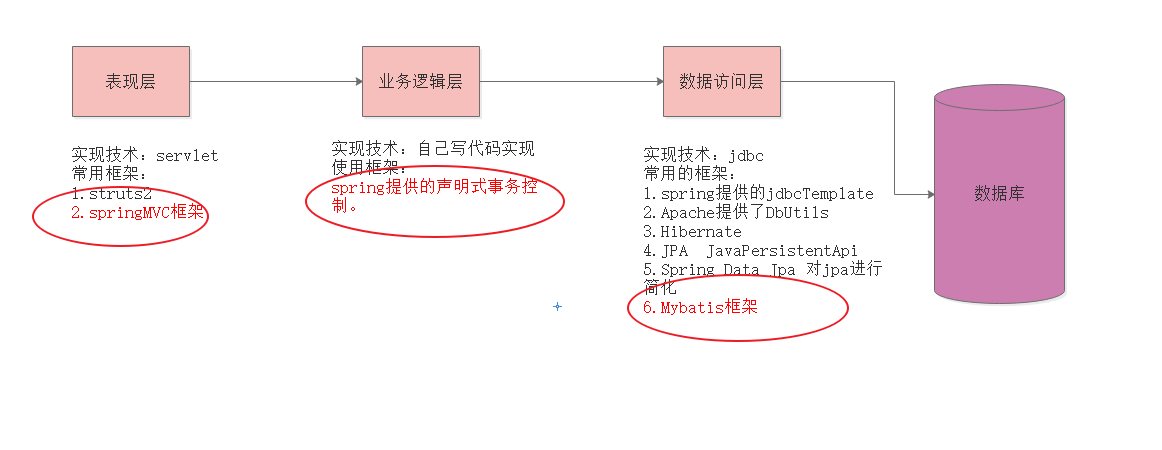 表现层
业务逻辑层
数据访问层
数据库
实现技术：servlet
常用框架：
1.struts2
2.springMVC框架
实现技术：自己写代码实现
使用框架：
spring提供的声明式事务控
制。
实现技术：jdbc
常用的框架：
1.spring提供的jdbcTemplate
2.Apache提供了DbUtils
3.Hibernate
4.JPA  JavaPersistentApi
5.Spring Data Jpa 对jpa进行
简化
6.Mybatis框架